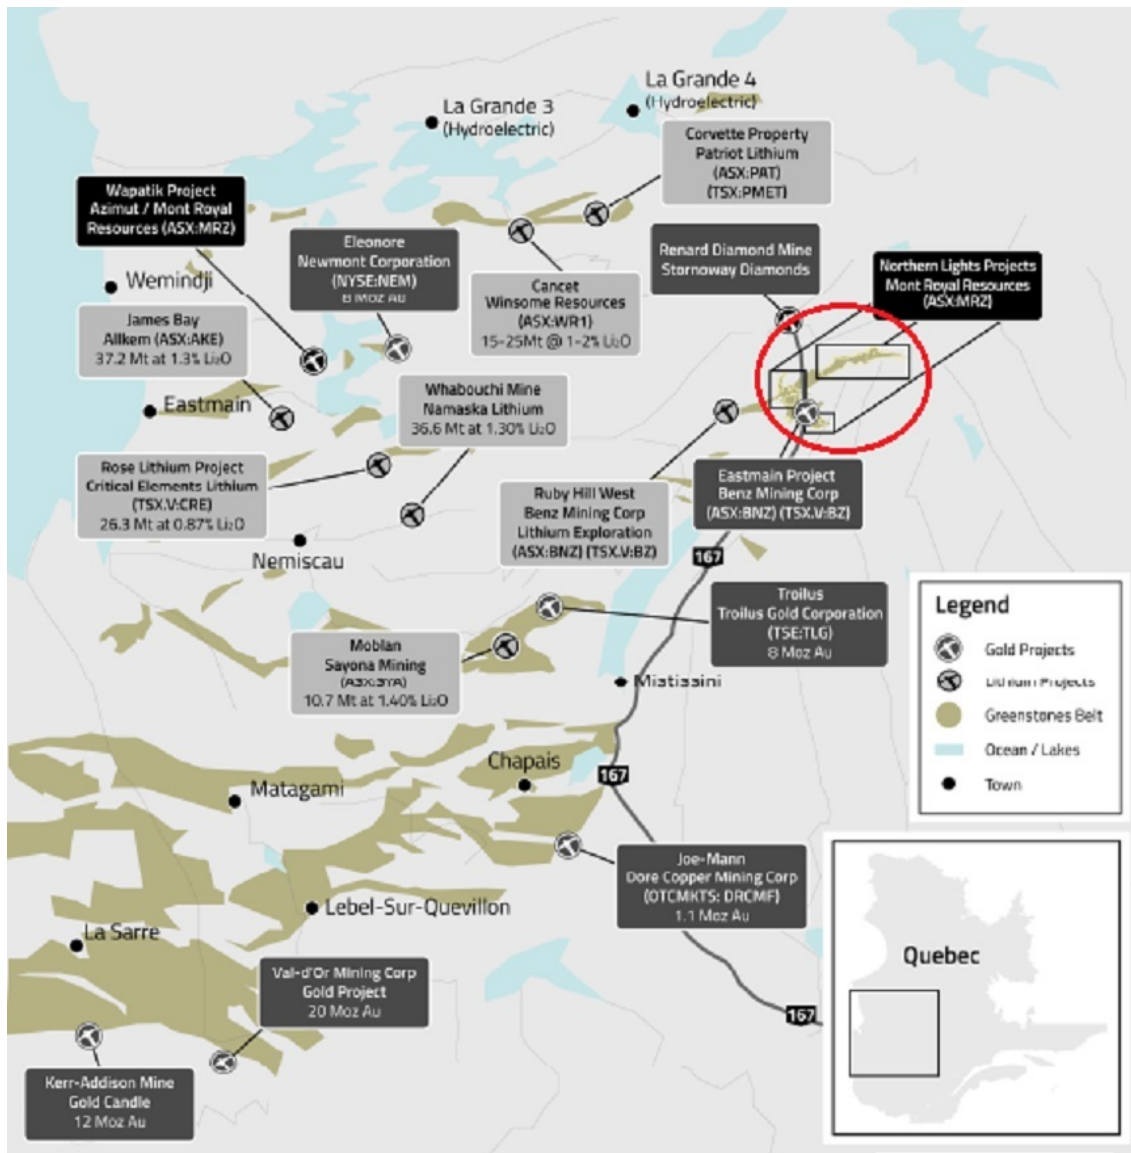 La Grande 4
(Hydroelectric)
La Grande 3
(Hydroelectric)
Corvette Property
Patriot Lithium
(ASX:PAT)
(TSX:PMET)
Wapatik Project
Azimut / Mont Royal
Resources (ASX:MRZ)
Eleonore
Newmont Corporation
(NYSE:NEM)
8 Moz Au
Renard Diamond Mine
Stornoway Diamonds
Northern Lights Projects
Mont Royal Resources
(ASX:MRZ)
Wemindji
Cancet
Winsome Resources
(ASX:WR1)
15-25Mt @ 1-2% Li₂O
James Bay
Allkem (ASX:AKE)
37.2 Mt at 1.3% Li₂O
Eastmain
Whabouchi Mine
Namaska Lithium
36.6 Mt at 1.30% Li₂O
Rose Lithium Project
Critical Elements Lithium
(TSX.V:CRE)
26.3 Mt at 0.87% Li₂O
Ruby Hill West
Benz Mining Corp
Lithium Exploration
(ASX:BNZ) (TSX.V:BZ)
Eastmain Project
Benz Mining Corp
(ASX:BNZ) (TSX.V:BZ)
Nemiscau
167
Troilus
Troilus Gold Corporation
(TSE:TLG)
8 Moz Au
Moblan
Sayona Mining
(ASX:SYA)
10.7 Mt at 1.40% Li₂O
Mistissini
Chapais
167
Matagami
Joe-Mann
Dore Copper Mining Corp
(OTCMKTS: DRCMF)
1.1 Moz Au
Lebel-Sur-Quevillon
La Sarre
Val-d'Or Mining Corp
Gold Project
20 Moz Au
167
Kerr-Addison Mine
Gold Candle
12 Moz Au
Legend
Gold Projects
Lithium Projects
Greenstones Belt
Ocean / Lakes
Town
Quebec